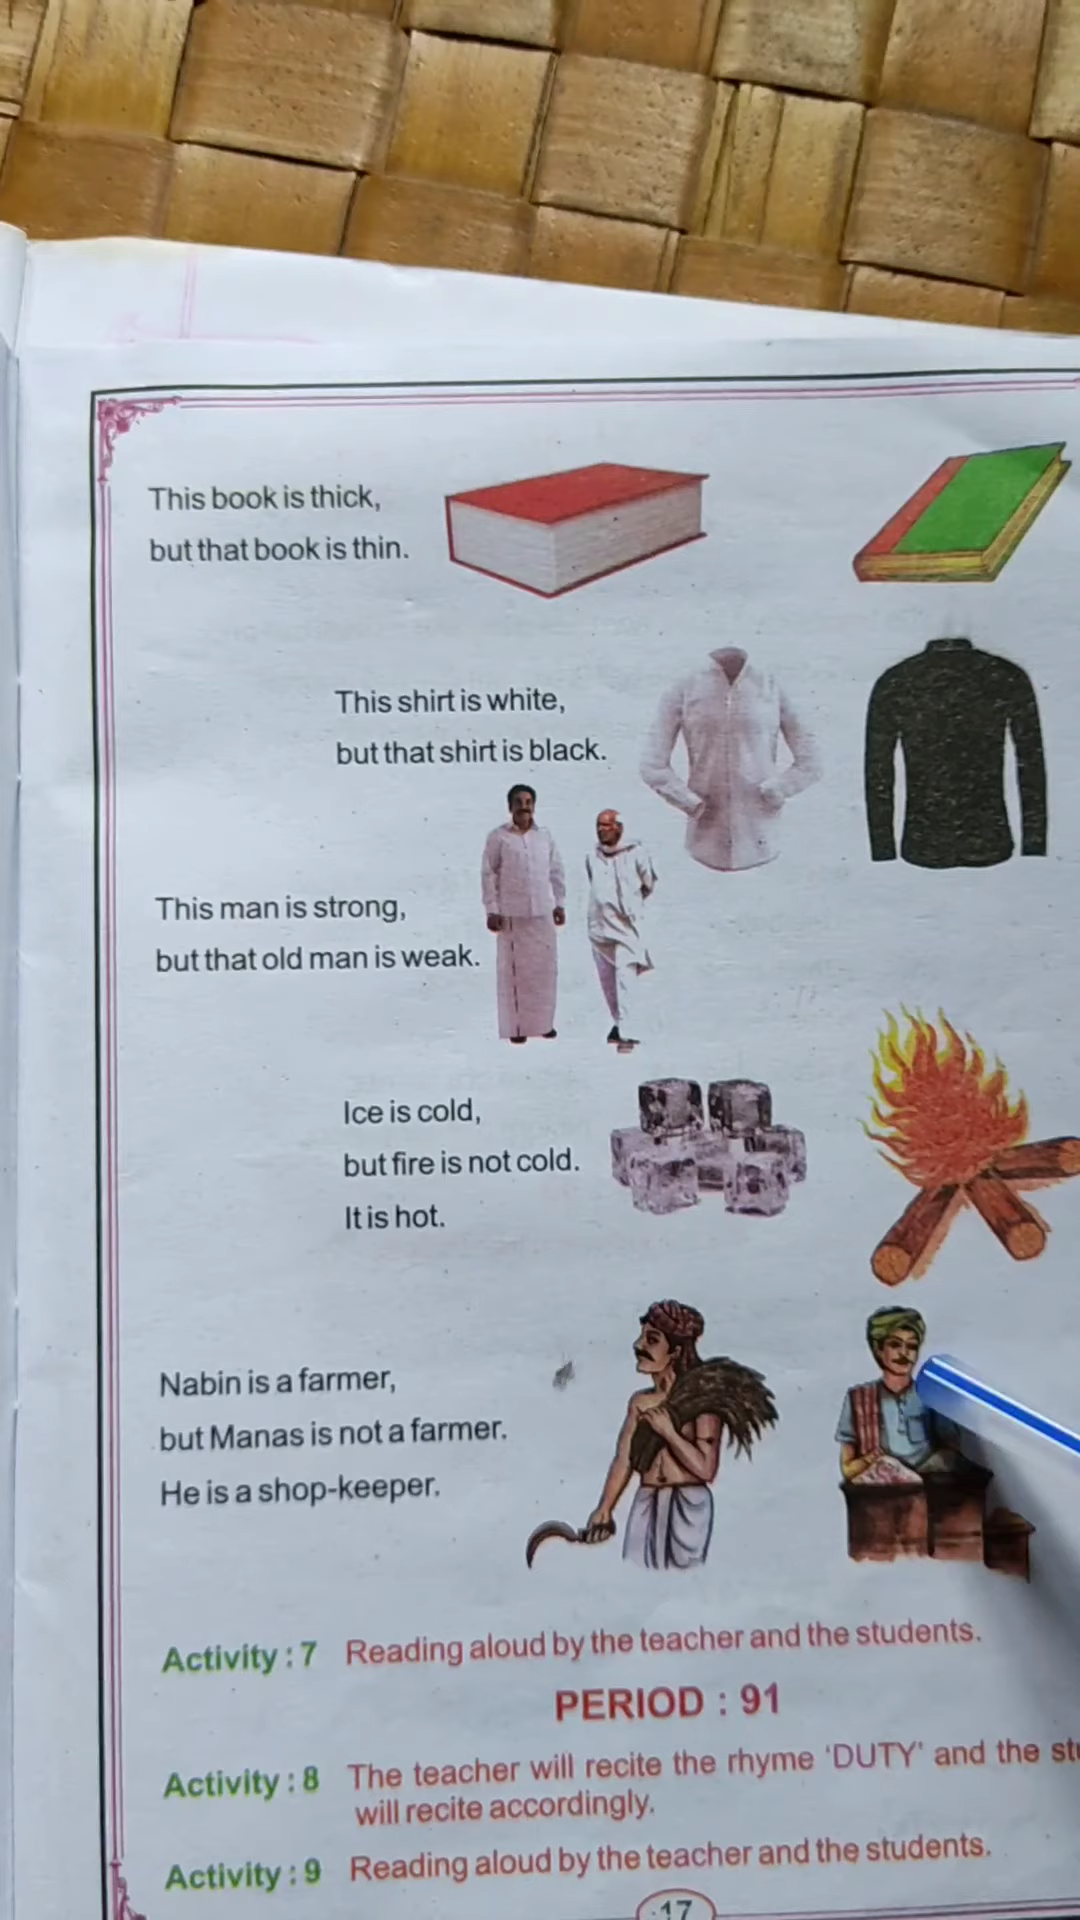 This book is thick,
but that book is thin.
This shirt is white,
but that shirt is black.
This man is strong,
but that old man is weak.
Ice is cold,
but fire is not cold.
It is hot.
Nabin is a farmer,
but Manas is not a farmer.
He is a shop-keeper.
Activity : 7 Reading aloud by the teacher and the students.
PERIOD : 91
Activity : 8 The teacher will recite the rhyme ‘DUTY’ and the
will recite accordingly.
Activity : 9 Reading aloud by the teacher and the students.
17